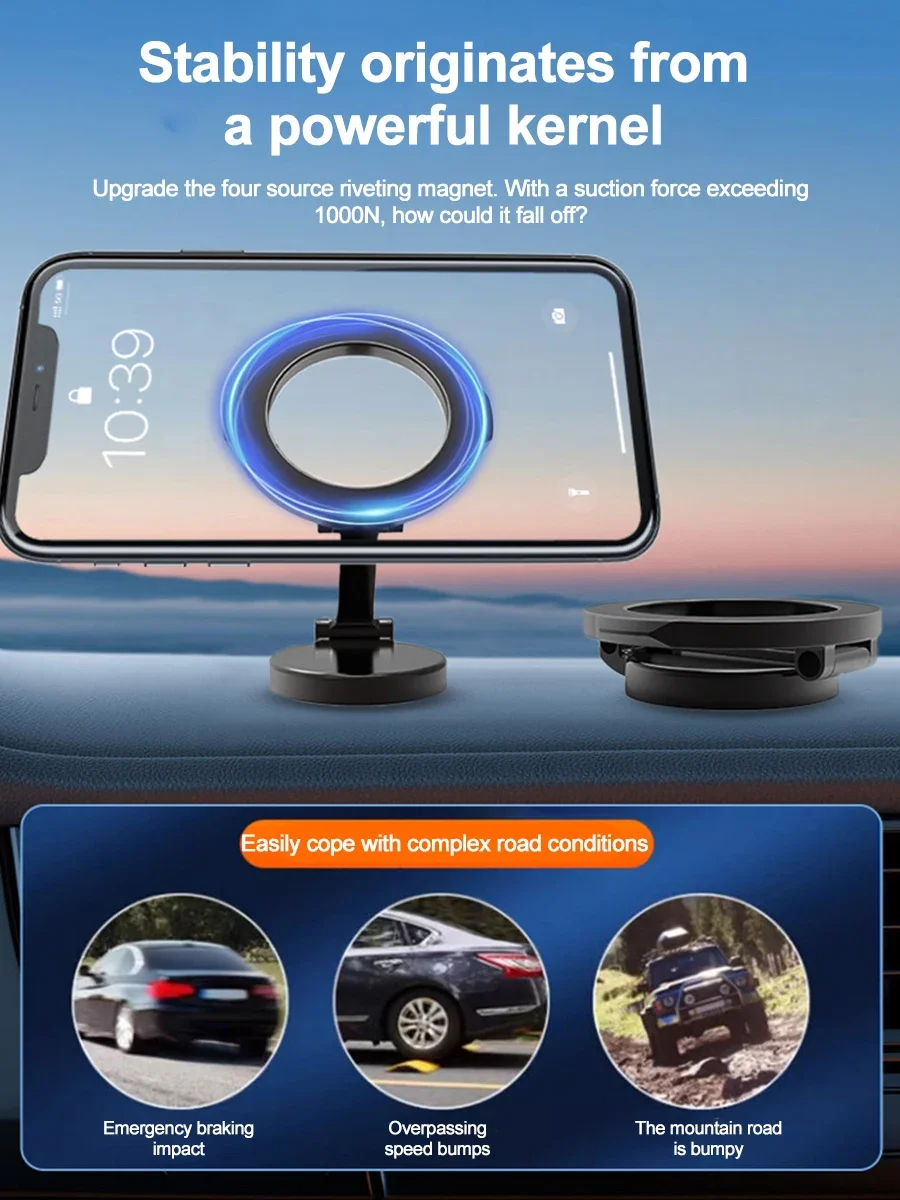 Stability originates from
a powerful kernel
Upgrade the four source riveting magnet. With a suction force exceeding
1000N, how could it fall off?
10:39
Easily cope with complex road conditions
Emergency braking
impact
Overpassing
speed bumps
The mountain road
is bumpy